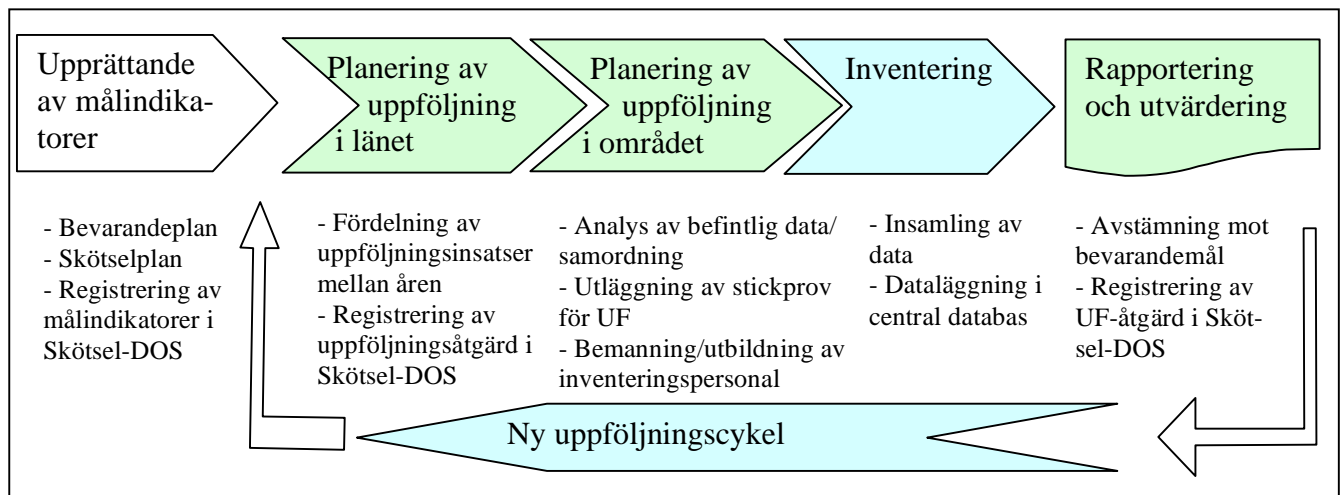 Upprättande
av målindika-
torer
Planering av
uppföljning
i länet
Planering av
uppföljning
i området
Inventering
Rapportering
och utvärdering
- Bevarandeplan
- Skötselplan
- Registrering av
målindikatorer i
Skötsel-DOS
- Fördelning av
uppföljningsinsatser
mellan åren
- Registrering av
uppföljningsåtgärd i
Skötsel-DOS
- Analys av befintlig data/
samordning
- Utläggning av stickprov
för UF
- Bemanning/utbildning av
inventeringspersonal
- Insamling av
data
- Dataläggning i
central databas
- Avstämning mot
bevarandemål
- Registrering av
UF-åtgärd i Sköt-
sel-DOS
Ny uppföljningscykel